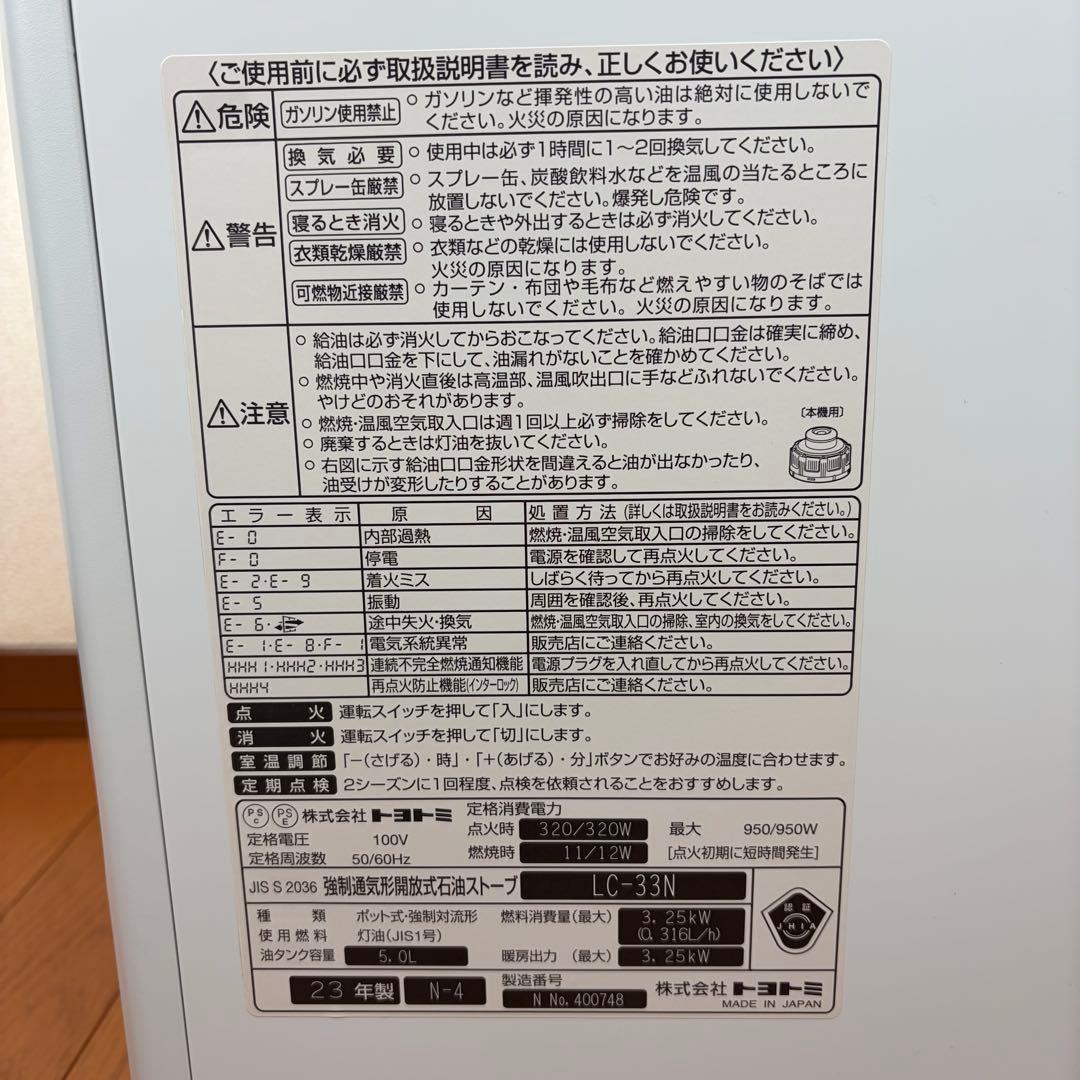 〈ご使用前に必ず取扱説明書を読み、正しくお使いください〉
危険 ガソリン使用禁止 ○ガソリンなど揮発性の高い油は絶対に使用しないで
ください。火災の原因になります。
警告
換気必要 ○使用中は必ず1時間に1〜2回換気してください。
スプレー缶厳禁 ○スプレー缶、炭酸飲料水などを温風の当たるところに
放置しないでください。爆発し危険です。
寝るとき消火 ○寝るときや外出するときは必ず消火してください。
衣類乾燥厳禁 ○衣類などの乾燥には使用しないでください。
火災の原因になります。
可燃物近接厳禁 ○カーテン・布団や毛布など燃えやすい物のそばでは
使用しないでください。火災の原因になります。
注意
○給油は必ず消火してからおこなってください。給油口口金は確実に締め、
給油口口金を下にして、油漏れがないことを確かめてください。
○燃焼中や消火直後は高温部、温風吹出口に手などふれないでください。
やけどのおそれがあります。
○燃焼・温風空気取入口は週1回以上必ず掃除をしてください。
○廃棄するときは灯油を抜いてください。
○右図に示す給油口口金形状を間違えると油が出なかったり、
油受けが変形したりすることがあります。
〔本機用〕
エラー表示 原因 処置方法(詳しくは取扱説明書をお読みください。)
E-0 内部過熱 燃焼・温風空気取入口の掃除をしてください。
F-0 停電 電源を確認して再点火してください。
E-2・E-9 着火ミス しばらく待ってから再点火してください。
E-5 振動 周囲を確認後、再点火してください。
E-6・ 途中失火・換気 燃焼・温風空気取入口の掃除、室内の換気をしてください。
E-1・E-8・F-1 電気系統異常 販売店にご連絡ください。
HHH1・HHH2・HHH3 連続不完全燃焼通知機能 電源プラグを入れ直してから再点火してください。
HHH4 再点火防止機能(インターロック) 販売店にご連絡ください。
点火 運転スイッチを押して「入」にします。
消火 運転スイッチを押して「切」にします。
室温調節 「−(さげる)・時」・「+(あげる)・分」ボタンでお好みの温度に合わせます。
定期点検 2シーズンに1回程度、点検を依頼されることをおすすめします。
PSC PSE 株式会社トヨトミ
定格電圧 100V
定格周波数 50/60Hz
定格消費電力
点火時 320/320W 最大 950/950W
燃焼時 11/12W [点火初期に短時間発生]
JIS S 2036 強制通気形開放式石油ストーブ LC-33N
種類 ポット式・強制対流形
使用燃料 灯油(JIS1号)
油タンク容量 5.0L
燃料消費量(最大) 3.25kW
(0.316L/h)
暖房出力(最大) 3.25kW
認証
JHIA
23年製 N-4
製造番号
N No.400748
株式会社トヨトミ
MADE IN JAPAN